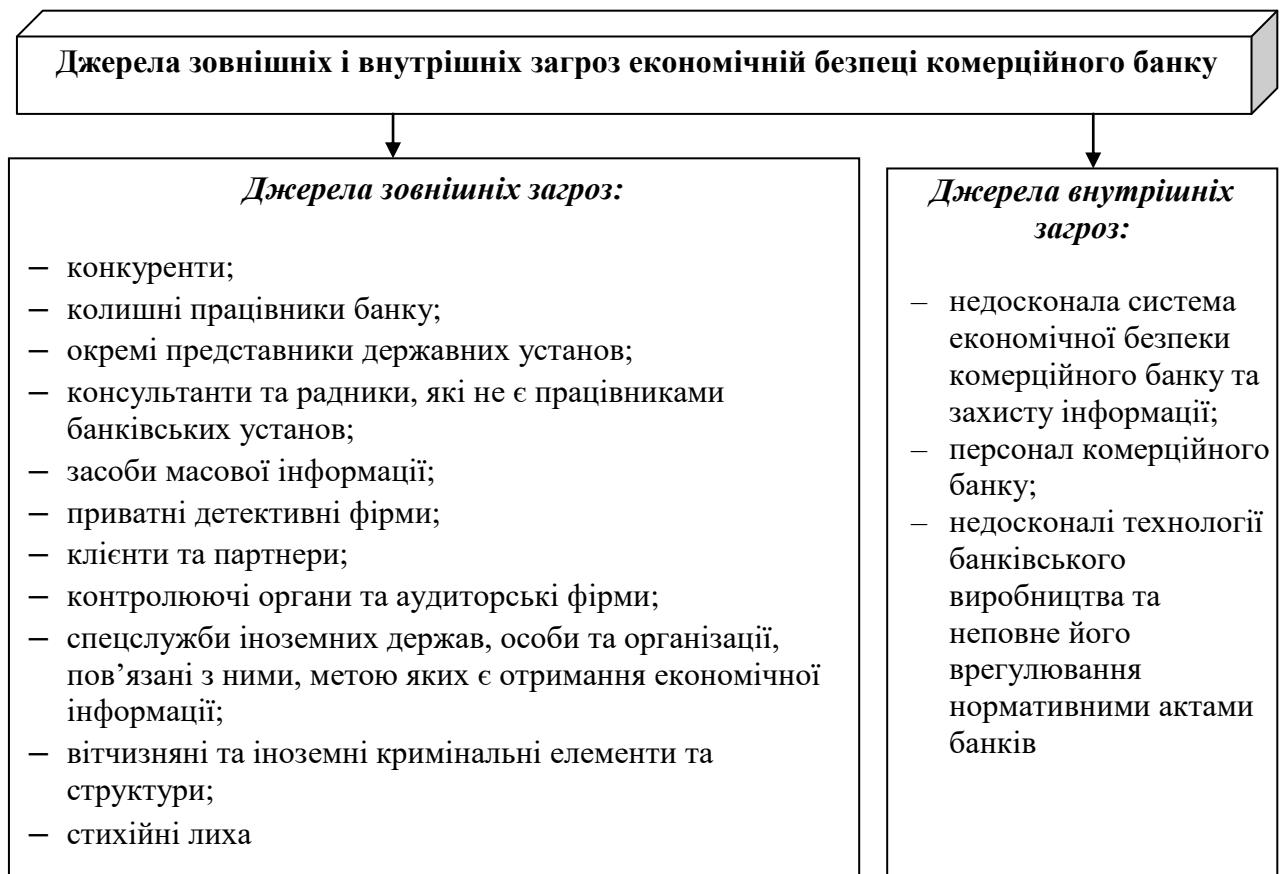 Джерела зовнішніх і внутрішніх загроз економічній безпеці комерційного банку
Джерела зовнішніх загроз:
– конкуренти;
– колишні працівники банку;
– окремі представники державних установ;
– консультанти та радники, які не є працівниками
банківських установ;
– засоби масової інформації;
– приватні детективні фірми;
– клієнти та партнери;
– контролюючі органи та аудиторські фірми;
– спецслужби іноземних держав, особи та організації,
пов’язані з ними, метою яких є отримання економічної
інформації;
– вітчизняні та іноземні кримінальні елементи та
структури;
– стихійні лиха
Джерела внутрішніх
загроз:
– недосконала система
економічної безпеки
комерційного банку та
захисту інформації;
– персонал комерційного
банку;
– недосконалі технології
банківського
виробництва та
неповне його
врегулювання
нормативними актами
банків